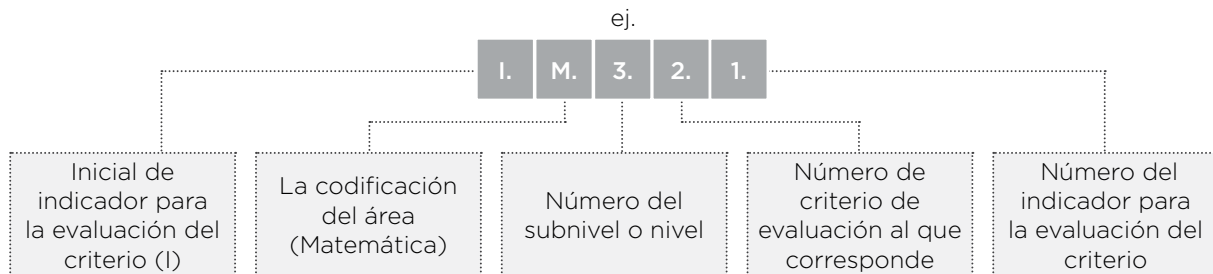 ej.
I. M. 3. 2. 1.
Inicial de
indicador para
la evaluación del
criterio (I)
La codificación
del área
(Matemática)
Número del
subnivel o nivel
Número de
criterio de
evaluación al que
corresponde
Número del
indicador para
la evaluación del
criterio